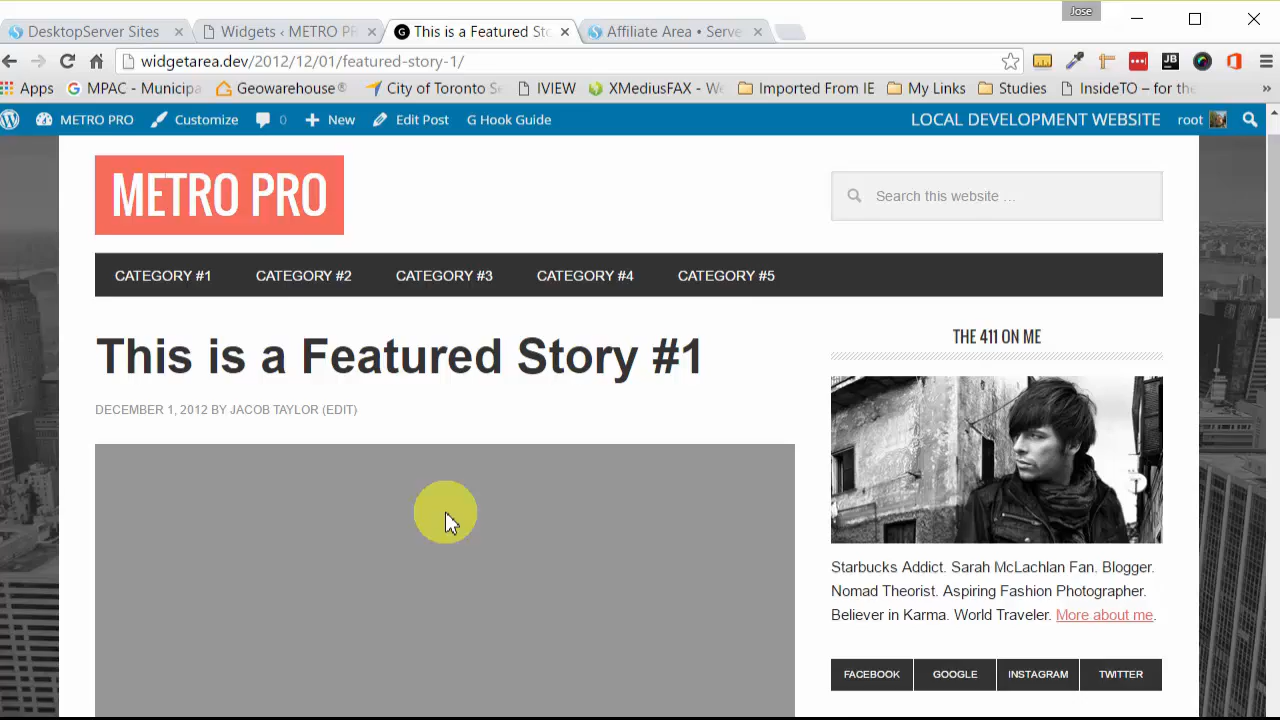 Jose
DesktopServer Sites
Widgets ‹ METRO PR
This is a Featured Sto
Affiliate Area • Serve
widgetarea.dev/2012/12/01/featured-story-1/
Apps
MPAC - Municipa
Geowarehouse®
City of Toronto Se
IVIEW
XMediusFAX - We
Imported From IE
My Links
Studies
InsideTO – for the
»
METRO PRO
Customize
0
New
Edit Post
G Hook Guide
LOCAL DEVELOPMENT WEBSITE
root
METRO PRO
Search this website ...
CATEGORY #1
CATEGORY #2
CATEGORY #3
CATEGORY #4
CATEGORY #5
This is a Featured Story #1
DECEMBER 1, 2012 BY JACOB TAYLOR (EDIT)
THE 411 ON ME
Starbucks Addict. Sarah McLachlan Fan. Blogger.
Nomad Theorist. Aspiring Fashion Photographer.
Believer in Karma. World Traveler. More about me.
FACEBOOK
GOOGLE
INSTAGRAM
TWITTER